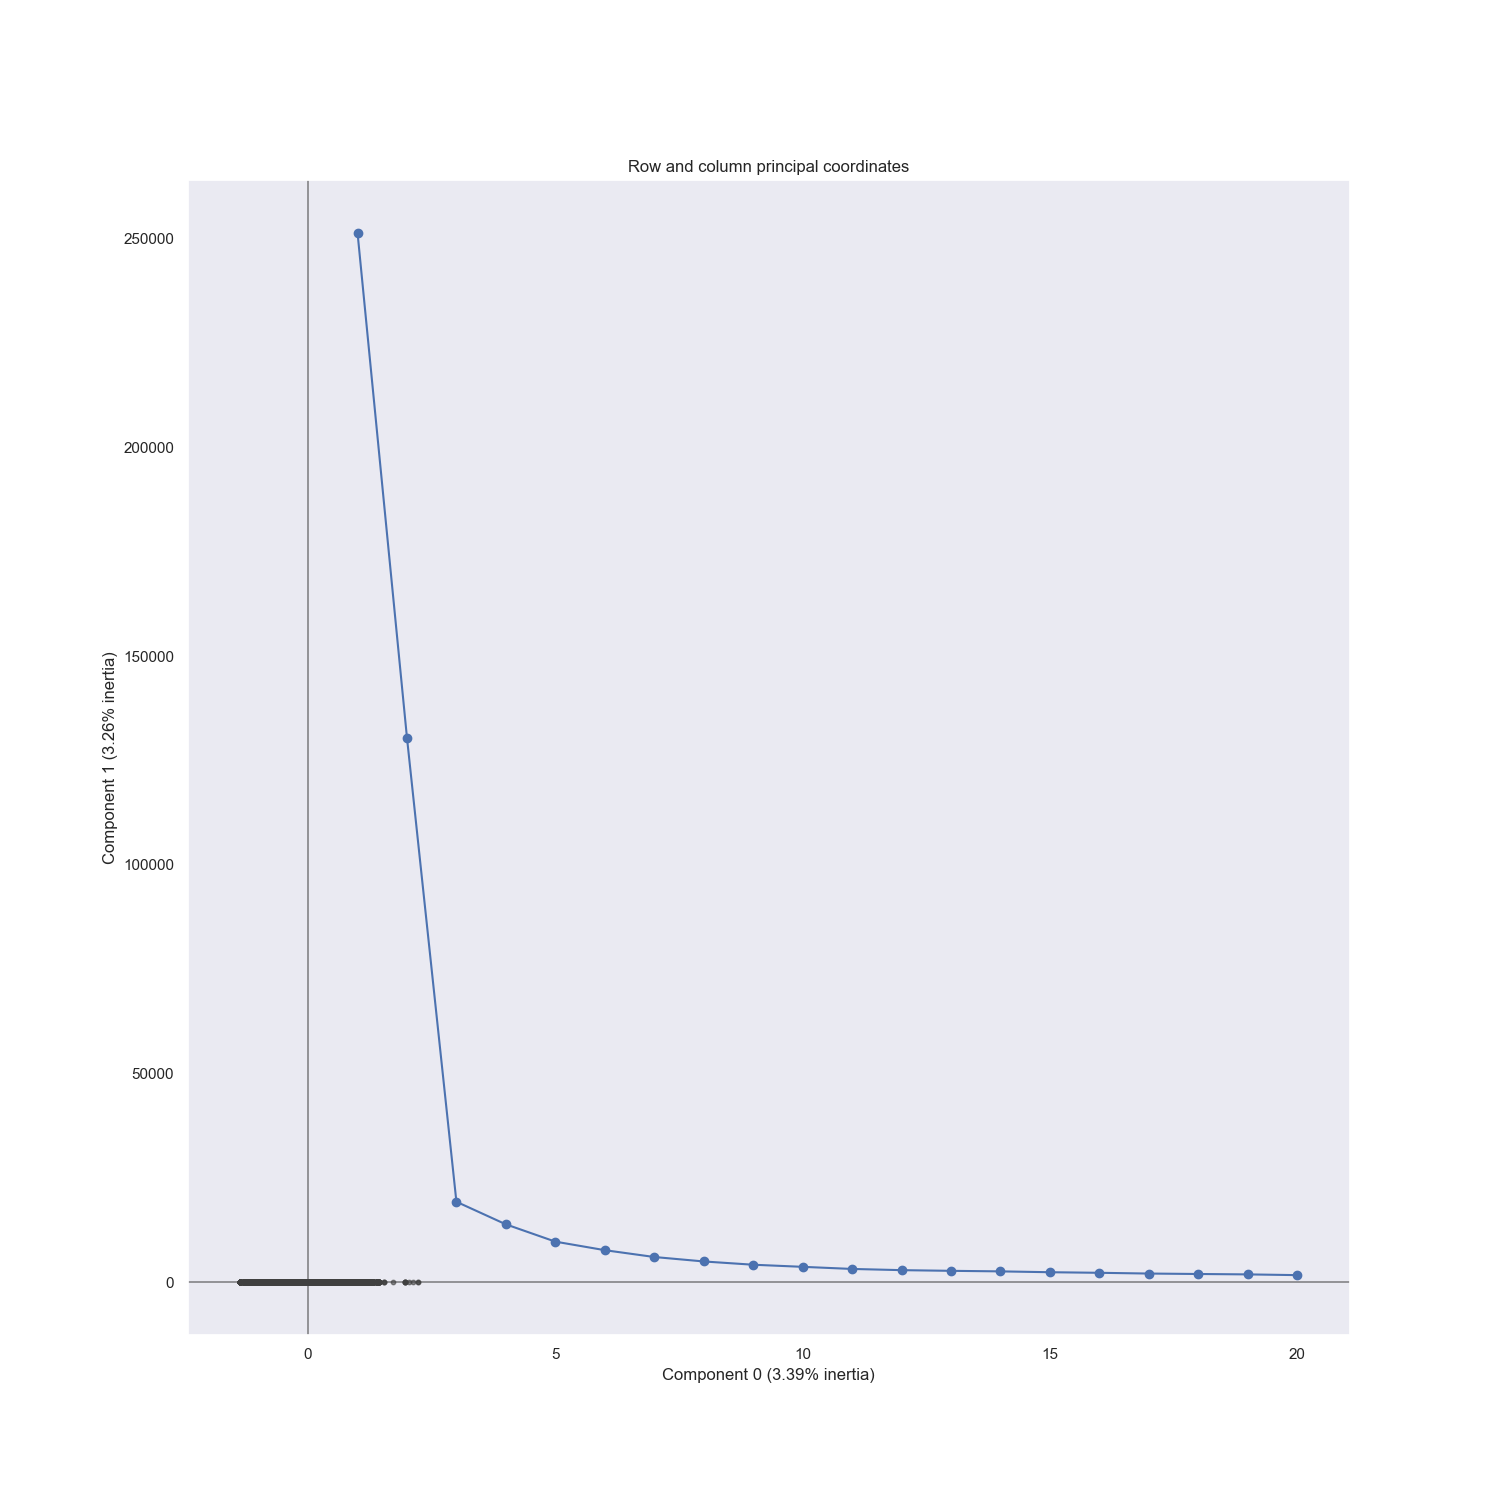 Row and column principal coordinates
250000
200000
150000
100000
50000
0
Component 1 (3.26% inertia)
0 5 10 15 20
Component 0 (3.39% inertia)